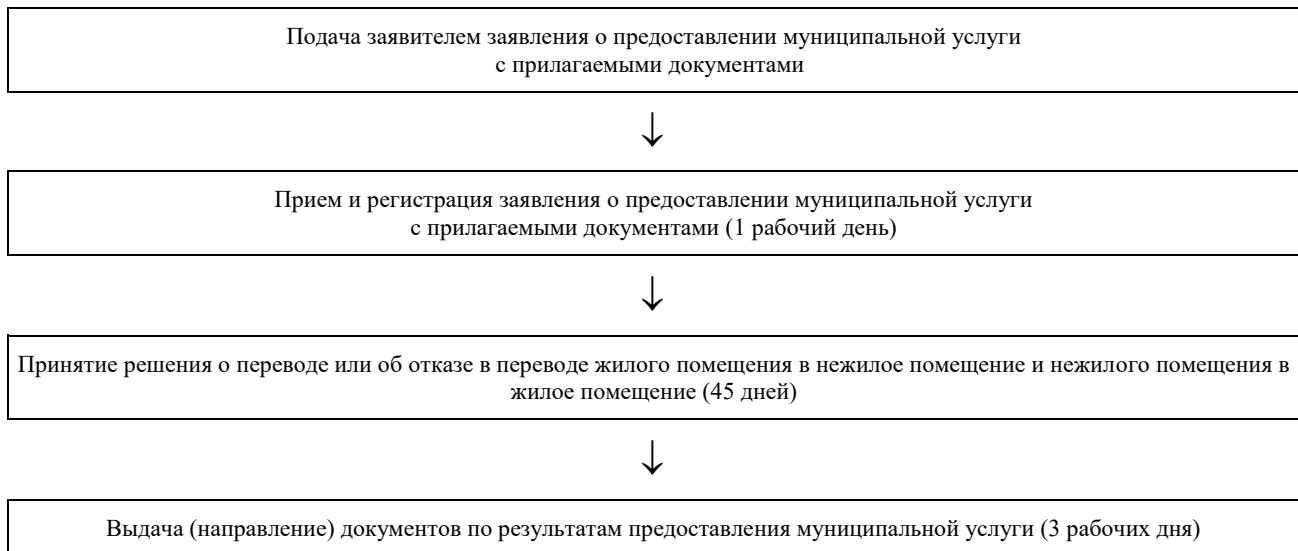 Подача заявителем заявления о предоставлении муниципальной услуги
с прилагаемыми документами
↓
Прием и регистрация заявления о предоставлении муниципальной услуги
с прилагаемыми документами (1 рабочий день)
↓
Принятие решения о переводе или об отказе в переводе жилого помещения в нежилое помещение и нежилого помещения в
жилое помещение (45 дней)
↓
Выдача (направление) документов по результатам предоставления муниципальной услуги (3 рабочих дня)